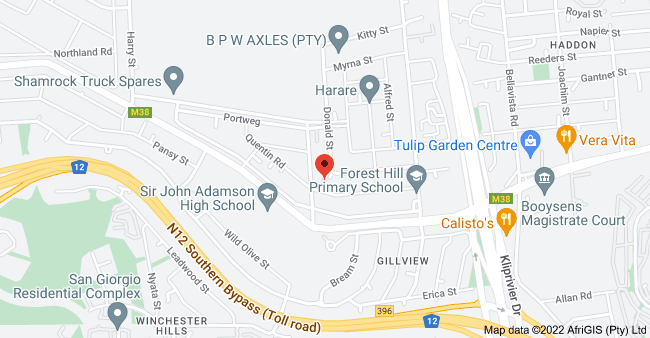 Kitty St
Royal St
Napier St
B P W AXLES (PTY)
HADDON
Northland Rd
Harry St
Myrna St
Reeders St
Gantner St
Shamrock Truck Spares
Harare
Alfred St
Bellavista Rd
Joachim St
M38
Portweg
Donald St
Tulip Garden Centre
Vera Vita
Pansy St
Quentin Rd
12
Forest Hill
Primary School
Sir John Adamson
High School
M38
Booysens
Magistrate Court
Calisto's
N12 Southern Bypass (Toll road)
Wild Olive St
Leadwood St
GILLVIEW
Bream St
Kliprivier Dr
San Giorgio
Residential Complex
Nyata St
Erica St
Allan Rd
396
WINCHESTER
HILLS
12
Map data ©2022 AfriGIS (Pty) Ltd